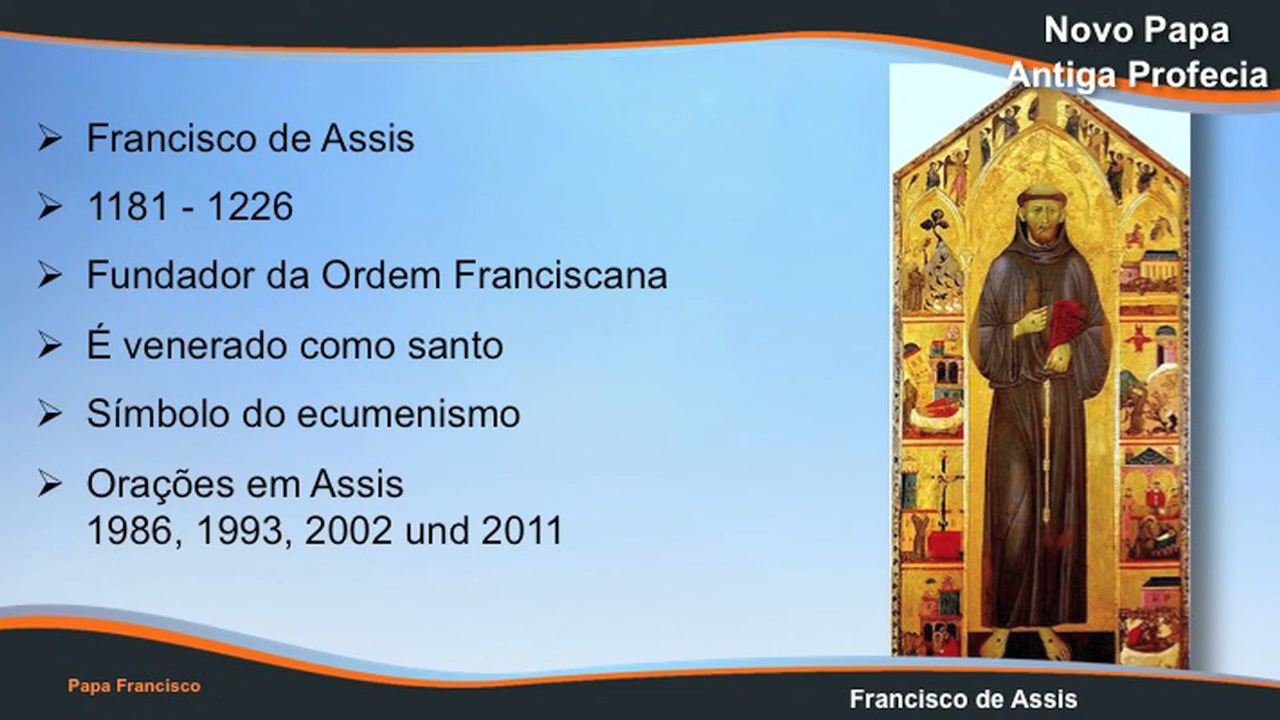 Novo Papa
Antiga Profecia
Francisco de Assis
1181 - 1226
Fundador da Ordem Franciscana
É venerado como santo
Símbolo do ecumenismo
Orações em Assis
1986, 1993, 2002 und 2011
Papa Francisco
Francisco de Assis